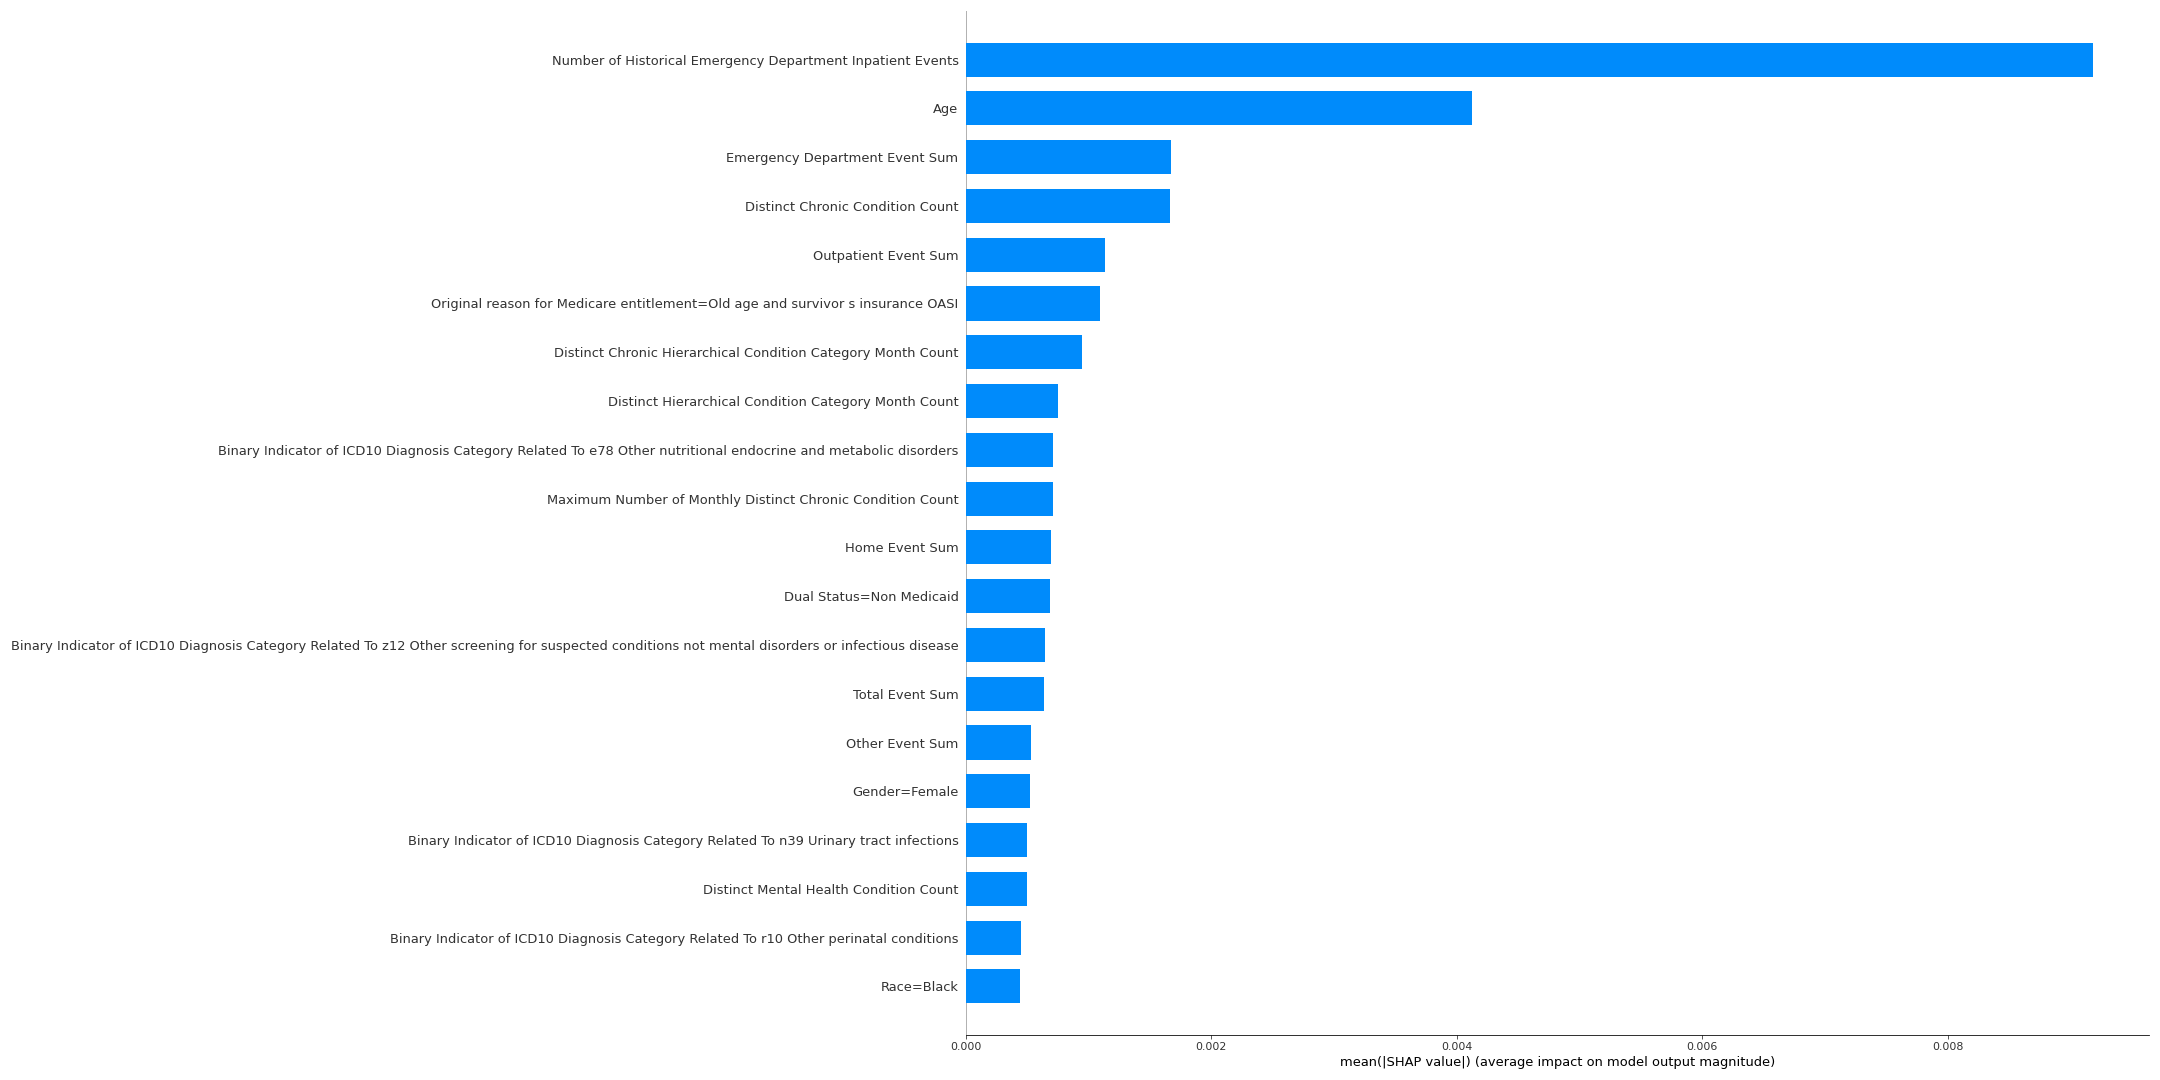 Number of Historical Emergency Department Inpatient Events
Age
Emergency Department Event Sum
Distinct Chronic Condition Count
Outpatient Event Sum
Original reason for Medicare entitlement=Old age and survivor s insurance OASI
Distinct Chronic Hierarchical Condition Category Month Count
Distinct Hierarchical Condition Category Month Count
Binary Indicator of ICD10 Diagnosis Category Related To e78 Other nutritional endocrine and metabolic disorders
Maximum Number of Monthly Distinct Chronic Condition Count
Home Event Sum
Dual Status=Non Medicaid
Binary Indicator of ICD10 Diagnosis Category Related To z12 Other screening for suspected conditions not mental disorders or infectious disease
Total Event Sum
Other Event Sum
Gender=Female
Binary Indicator of ICD10 Diagnosis Category Related To n39 Urinary tract infections
Distinct Mental Health Condition Count
Binary Indicator of ICD10 Diagnosis Category Related To r10 Other perinatal conditions
Race=Black
0.000 0.002 0.004 0.006 0.008
mean(|SHAP value|) (average impact on model output magnitude)